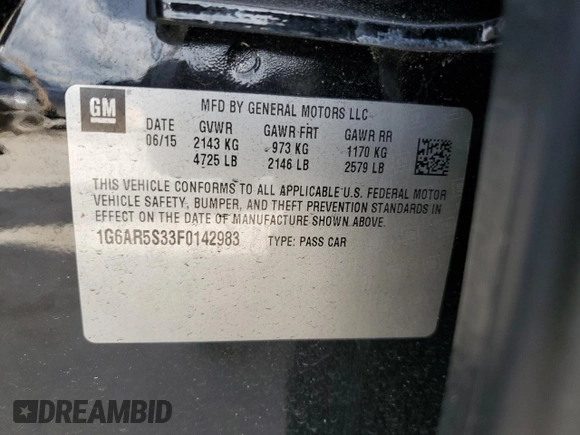 GM
MFD BY GENERAL MOTORS LLC
DATE GVWR GAWR FRT GAWR RR
06/15 2143 KG 973 KG 1170 KG
4725 LB 2146 LB 2579 LB
THIS VEHICLE CONFORMS TO ALL APPLICABLE U.S. FEDERAL MOTOR
VEHICLE SAFETY, BUMPER, AND THEFT PREVENTION STANDARDS IN
EFFECT ON THE DATE OF MANUFACTURE SHOWN ABOVE.
1G6AR5S33F0142983 TYPE: PASS CAR
DREAMBID